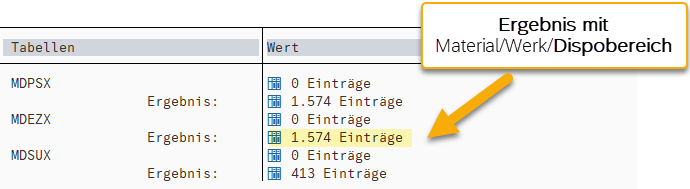 Ergebnis mit
Material/Werk/Dispobereich
Tabellen Wert
MDPSX 0 Einträge
Ergebnis: 1.574 Einträge
MDEZX 0 Einträge
Ergebnis: 1.574 Einträge
MDSUX 0 Einträge
Ergebnis: 413 Einträge